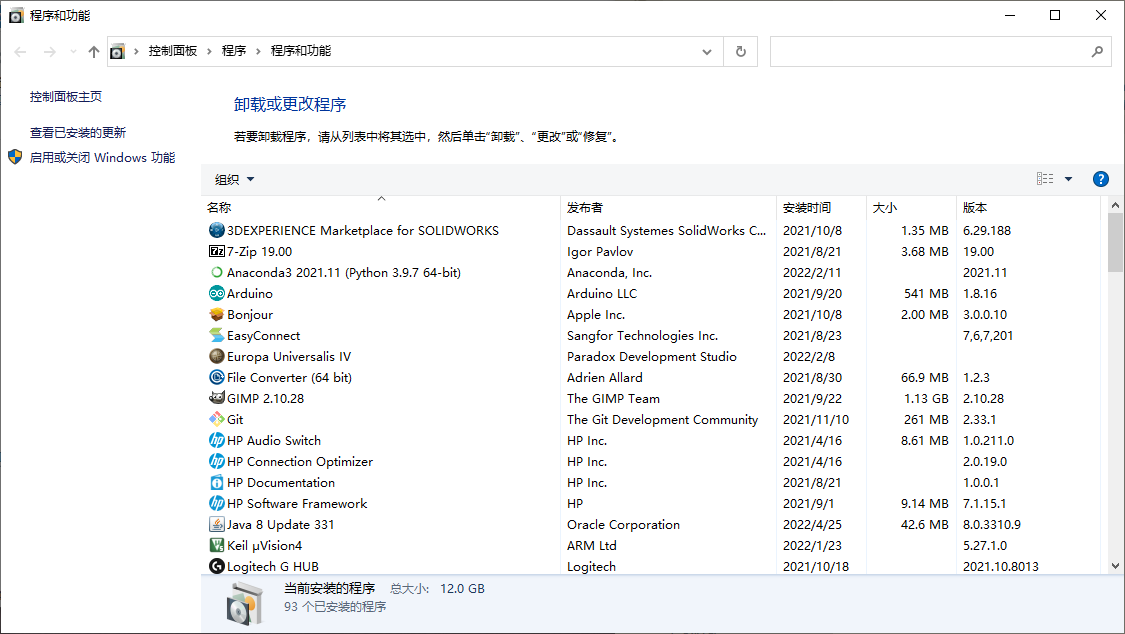 程序和功能
控制面板 程序 程序和功能
控制面板主页
查看已安装的更新
启用或关闭 Windows 功能
卸载或更改程序
若要卸载程序，请从列表中将其选中，然后单击“卸载”、“更改”或“修复”。
组织
名称 发布者 安装时间 大小 版本
3DEXPERIENCE Marketplace for SOLIDWORKS Dassault Systemes SolidWorks C... 2021/10/8 1.35 MB 6.29.188
7-Zip 19.00 Igor Pavlov 2021/8/21 3.68 MB 19.00
Anaconda3 2021.11 (Python 3.9.7 64-bit) Anaconda, Inc. 2022/2/11 2021.11
Arduino Arduino LLC 2021/9/20 541 MB 1.8.16
Bonjour Apple Inc. 2021/10/8 2.00 MB 3.0.0.10
EasyConnect Sangfor Technologies Inc. 2021/8/23 7,6,7,201
Europa Universalis IV Paradox Development Studio 2022/2/8
File Converter (64 bit) Adrien Allard 2021/8/30 66.9 MB 1.2.3
GIMP 2.10.28 The GIMP Team 2021/9/22 1.13 GB 2.10.28
Git The Git Development Community 2021/11/10 261 MB 2.33.1
HP Audio Switch HP Inc. 2021/4/16 8.61 MB 1.0.211.0
HP Connection Optimizer HP Inc. 2021/4/16 2.0.19.0
HP Documentation HP Inc. 2021/8/21 1.0.0.1
HP Software Framework HP 2021/9/1 9.14 MB 7.1.15.1
Java 8 Update 331 Oracle Corporation 2022/4/25 42.6 MB 8.0.3310.9
Keil μVision4 ARM Ltd 2022/1/23 5.27.1.0
Logitech G HUB Logitech 2021/10/18 2021.10.8013
当前安装的程序 总大小: 12.0 GB
93 个已安装的程序